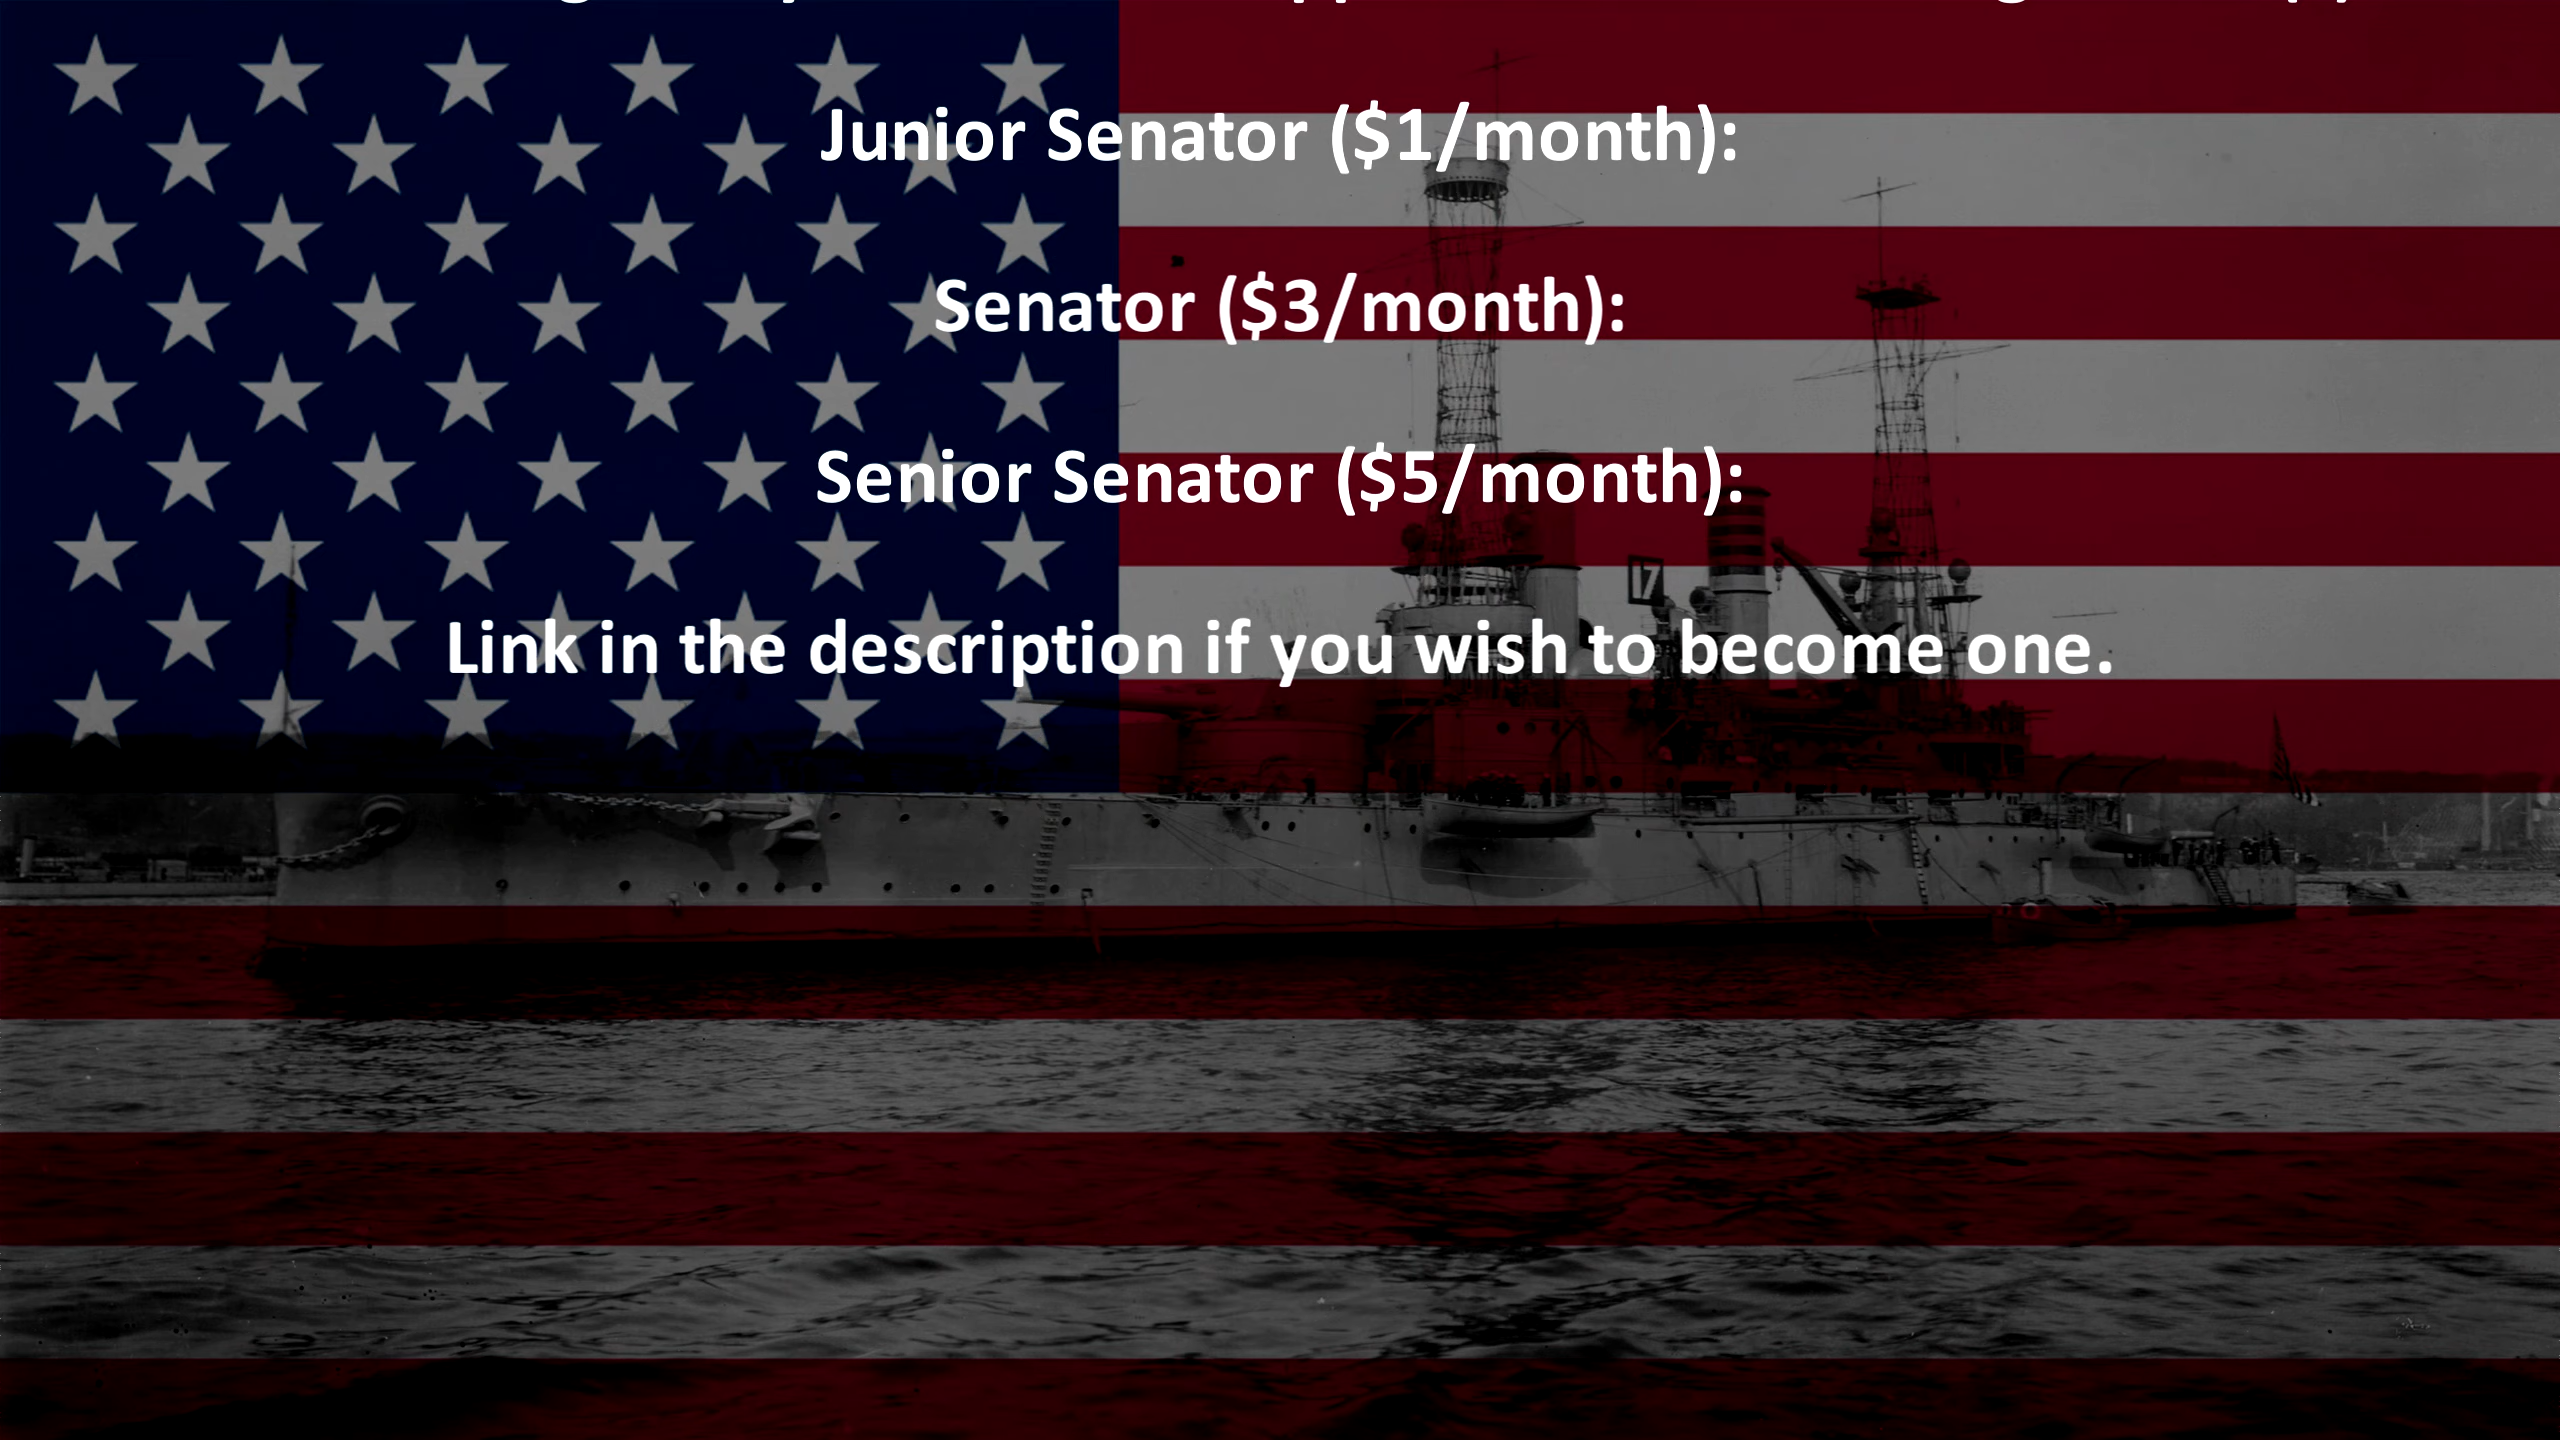 Junior Senator ($1/month):
Senator ($3/month):
Senior Senator ($5/month):
17
Link in the description if you wish to become one.